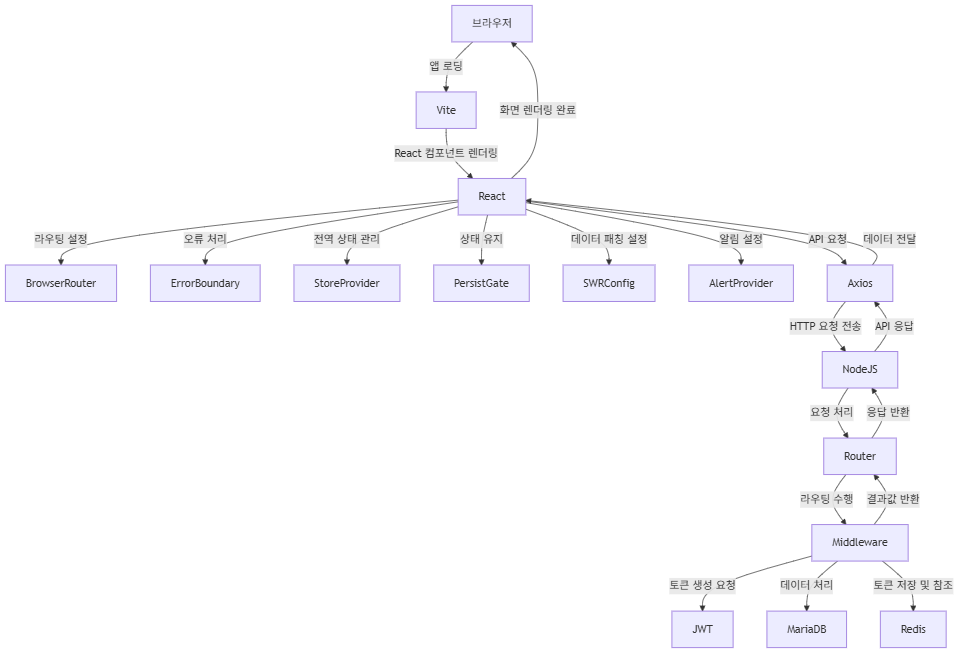 브라우저
앱 로딩
Vite
화면 렌더링 완료
React 컴포넌트 렌더링
React
라우팅 설정
오류 처리
전역 상태 관리
상태 유지
데이터 패칭 설정
알림 설정
API 요청
데이터 전달
BrowserRouter
ErrorBoundary
StoreProvider
PersistGate
SWRConfig
AlertProvider
Axios
HTTP 요청 전송
API 응답
NodeJS
요청 처리
응답 반환
Router
라우팅 수행
결과값 반환
Middleware
토큰 생성 요청
데이터 처리
토큰 저장 및 참조
JWT
MariaDB
Redis